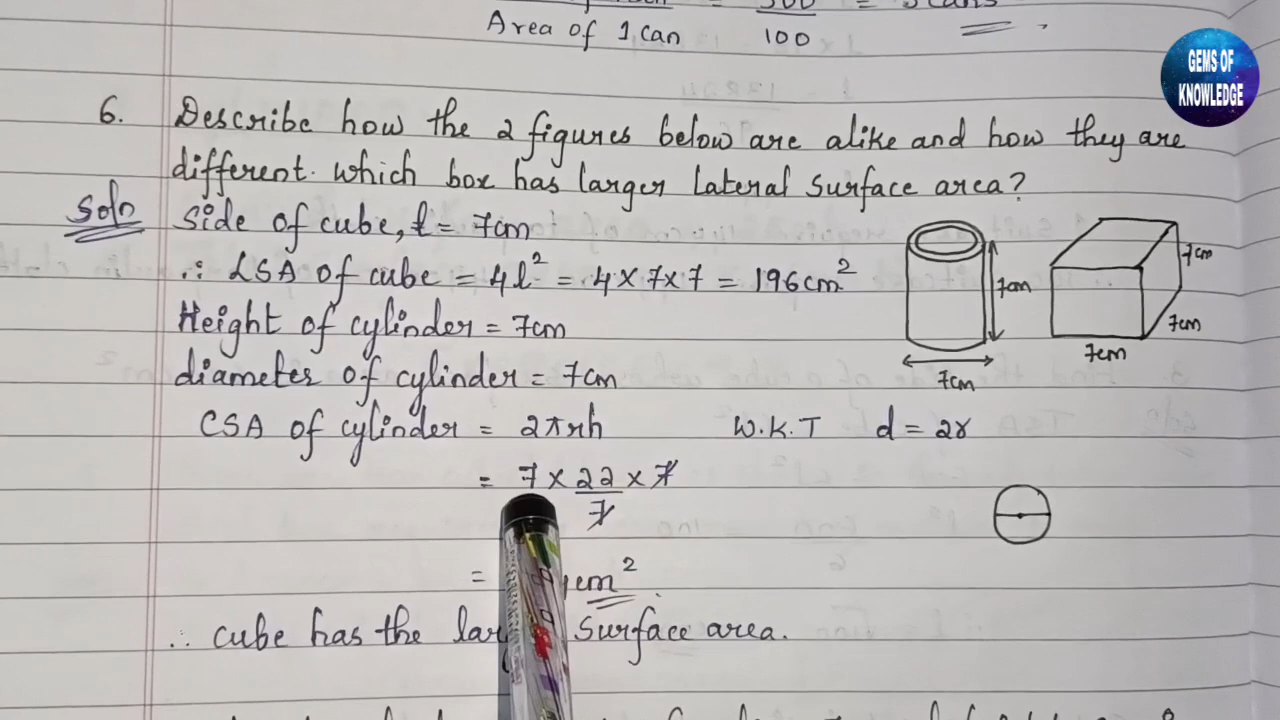 Area of 1 can 100
GEMS OF
KNOWLEDGE
6. Describe how the 2 figures below are alike and how they are
different. which box has larger lateral surface area?
Soln Side of cube, l = 7cm
∴ LSA of cube = 4l² = 4 × 7 × 7 = 196cm²
7cm
7cm
Height of cylinder = 7cm
7cm
7cm
diameter of cylinder = 7cm
7cm
CSA of cylinder = 2πrh W.K.T d = 2r
= 7 × 22/7 × 7
= cm²
∴ cube has the surface area.